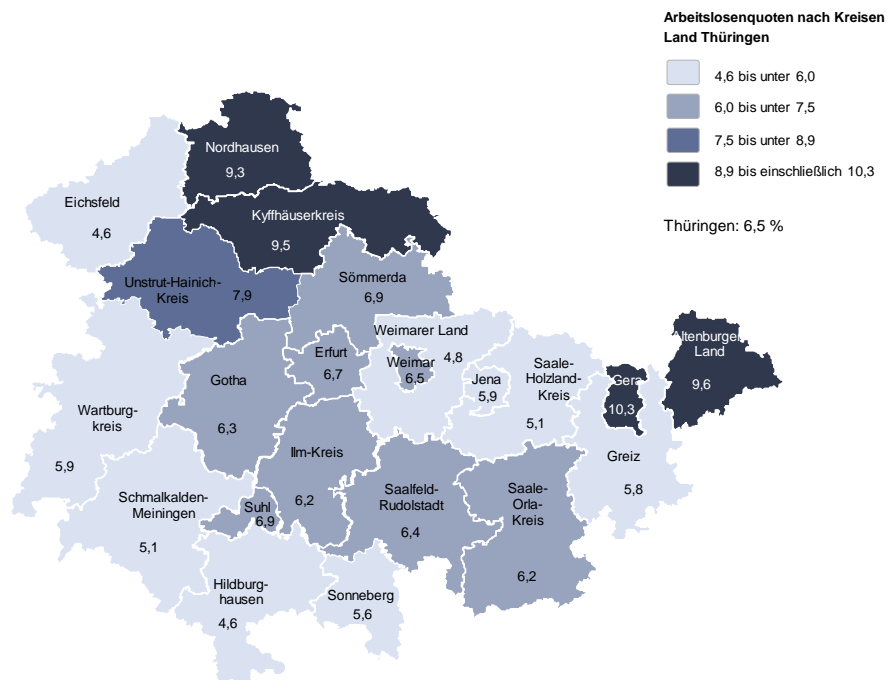 Arbeitslosenquoten nach Kreisen
Land Thüringen
4,6 bis unter 6,0
6,0 bis unter 7,5
7,5 bis unter 8,9
8,9 bis einschließlich 10,3
Thüringen: 6,5 %
Nordhausen
9,3
Eichsfeld
4,6
Kyffhäuserkreis
9,5
Unstrut-Hainich-
Kreis
7,9
Sömmerda
6,9
Weimarer Land
4,8
Erfurt
6,7
Weimar
6,5
Jena
5,9
Saale-
Holzland-
Kreis
5,1
Gera
10,3
Altenburger
Land
9,6
Gotha
6,3
Wartburg-
kreis
5,9
Ilm-Kreis
6,2
Greiz
5,8
Schmalkalden-
Meiningen
5,1
Suhl
6,9
Saalfeld-
Rudolstadt
6,4
Saale-
Orla-
Kreis
6,2
Hildburg-
hausen
4,6
Sonneberg
5,6